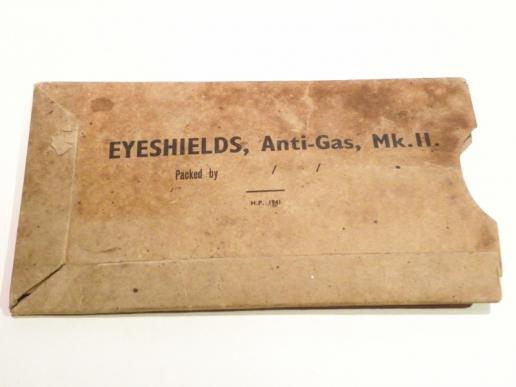 EYESHIELDS, Anti-Gas, Mk.II.
Packed by / /
H.P. 1941